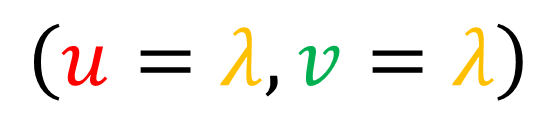 (𝑢 = 𝜆, 𝑣 = 𝜆)